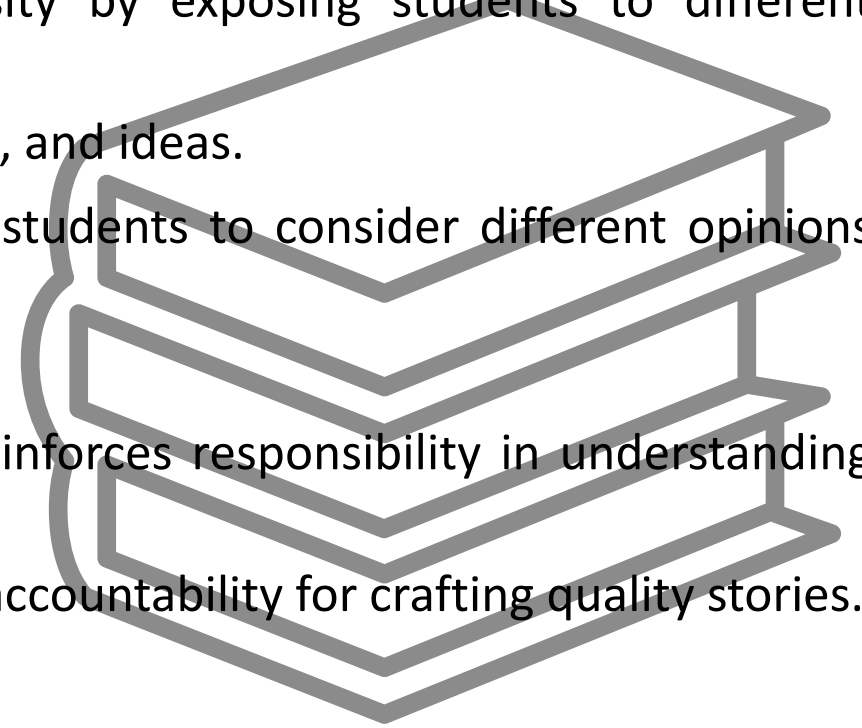 sity by exposing students to different
, and ideas.
students to consider different opinions
inforces responsibility in understanding
accountability for crafting quality stories.